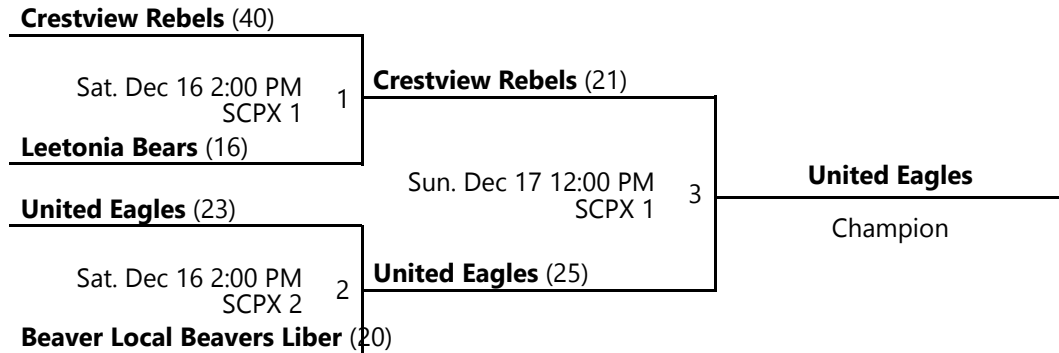 Crestview Rebels (40)
Sat. Dec 16 2:00 PM
SCPX 1
1
Leetonia Bears (16)
Crestview Rebels (21)
United Eagles (23)
Sat. Dec 16 2:00 PM
SCPX 2
2
Beaver Local Beavers Liber (20)
Sun. Dec 17 12:00 PM
SCPX 1
3
United Eagles (25)
United Eagles
Champion